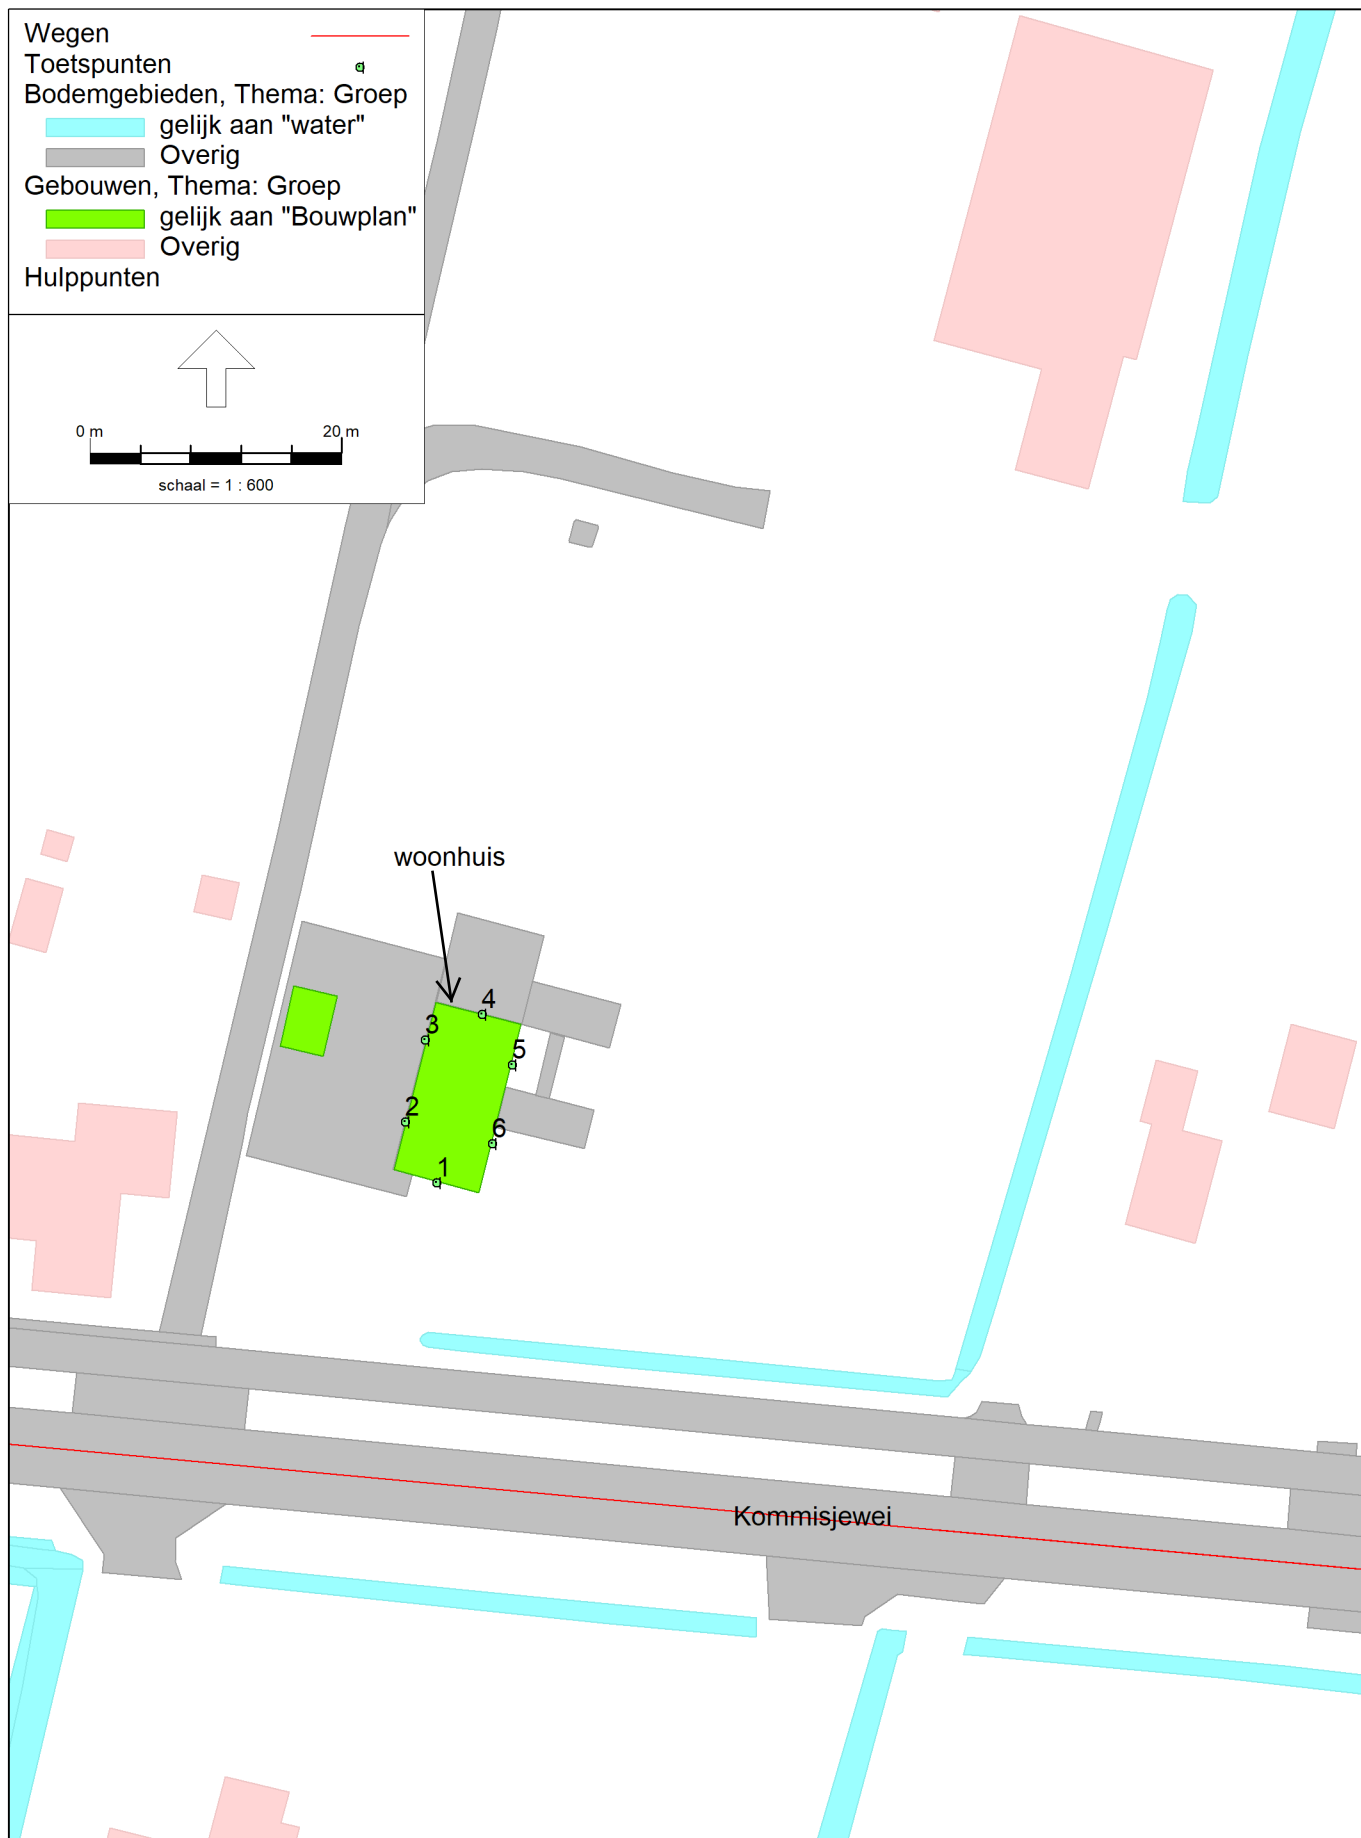 Wegen
Toetspunten
Bodemgebieden, Thema: Groep
gelijk aan "water"
Overig
Gebouwen, Thema: Groep
gelijk aan "Bouwplan"
Overig
Hulppunten
0 m 20 m
schaal = 1 : 600
woonhuis
4
3
5
2
6
1
Kommisjewei